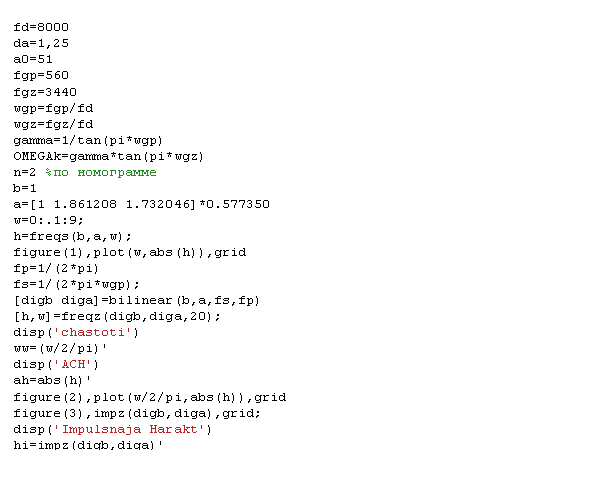 fd=8000
da=1,25
a0=51
fgp=560
fgz=3440
wgp=fgp/fd
wgz=fgz/fd
gamma=1/tan(pi*wgp)
OMEGAk=gamma*tan(pi*wgz)
n=2 %по номограмме
b=1
a=[1 1.861208 1.732046]*0.577350
w=0:.1:9;
h=freqs(b,a,w);
figure(1),plot(w,abs(h)),grid
fp=1/(2*pi)
fs=1/(2*pi*wgp);
[digb diga]=bilinear(b,a,fs,fp)
[h,w]=freqz(digb,diga,20);
disp('chastoti')
ww=(w/2/pi)'
disp('ACH')
ah=abs(h)'
figure(2),plot(w/2/pi,abs(h)),grid
figure(3),impz(digb,diga),grid;
disp('Impulsnaja Harakt')
hi=impz(digb,diga)'